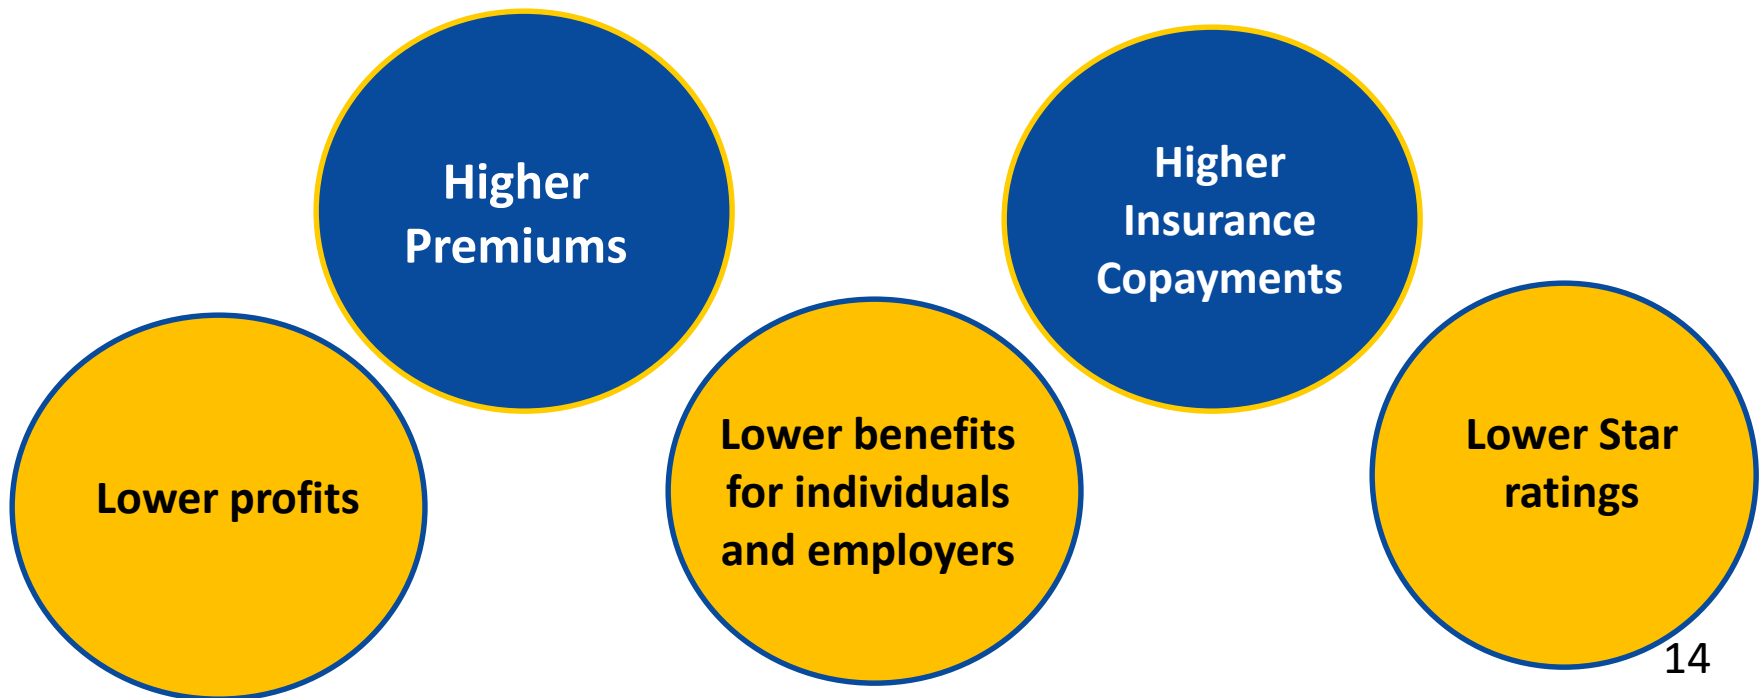 Higher
Premiums
Higher
Insurance
Copayments
Lower profits
Lower benefits
for individuals
and employers
Lower Star
ratings
14